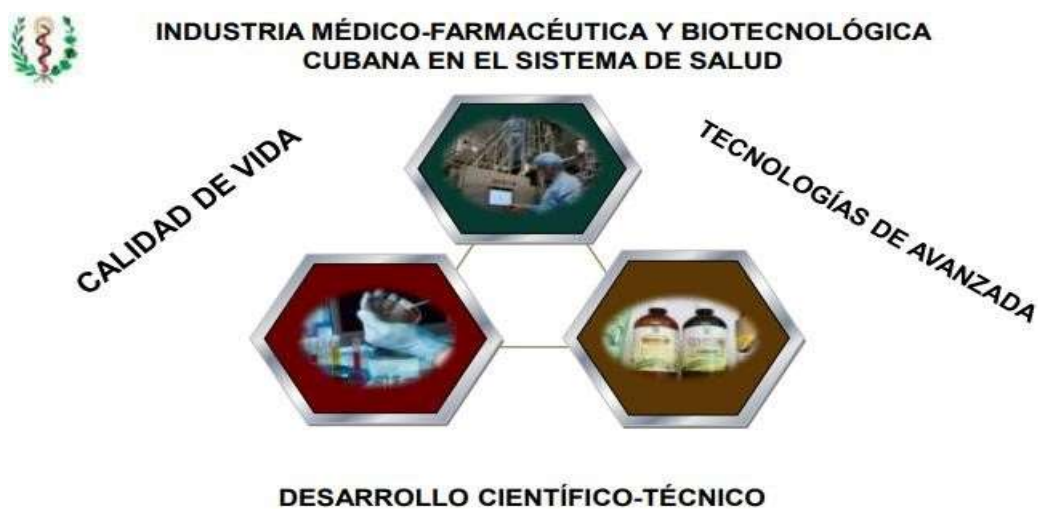 INDUSTRIA MÉDICO-FARMACÉUTICA Y BIOTECNOLÓGICA
CUBANA EN EL SISTEMA DE SALUD
CALIDAD DE VIDA
TECNOLOGÍAS DE AVANZADA
DESARROLLO CIENTÍFICO-TÉCNICO